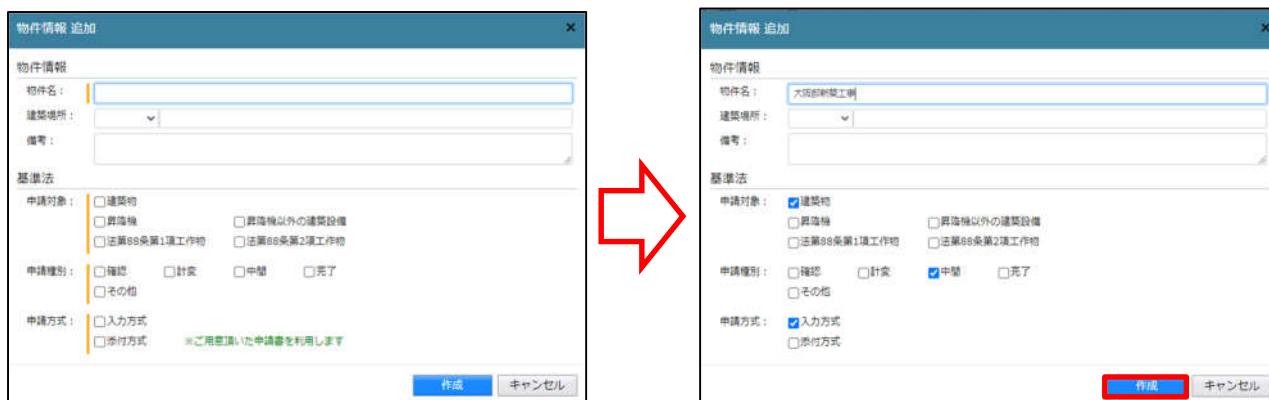 物件情報 追加 ×
物件情報
物件名：
建築場所：
備考：
基準法
申請対象： 建築物
昇降機 昇降機以外の建築設備
法第88条第1項工作物 法第88条第2項工作物
申請種別： 確認 計変 中間 完了
その他
申請方式： 入力方式
添付方式 ※ご用意頂いた申請書を利用します
作成 キャンセル
物件情報 追加 ×
物件情報
物件名： 大阪邸新築工事
建築場所：
備考：
基準法
申請対象： 建築物
昇降機 昇降機以外の建築設備
法第88条第1項工作物 法第88条第2項工作物
申請種別： 確認 計変 中間 完了
その他
申請方式： 入力方式
添付方式
作成 キャンセル